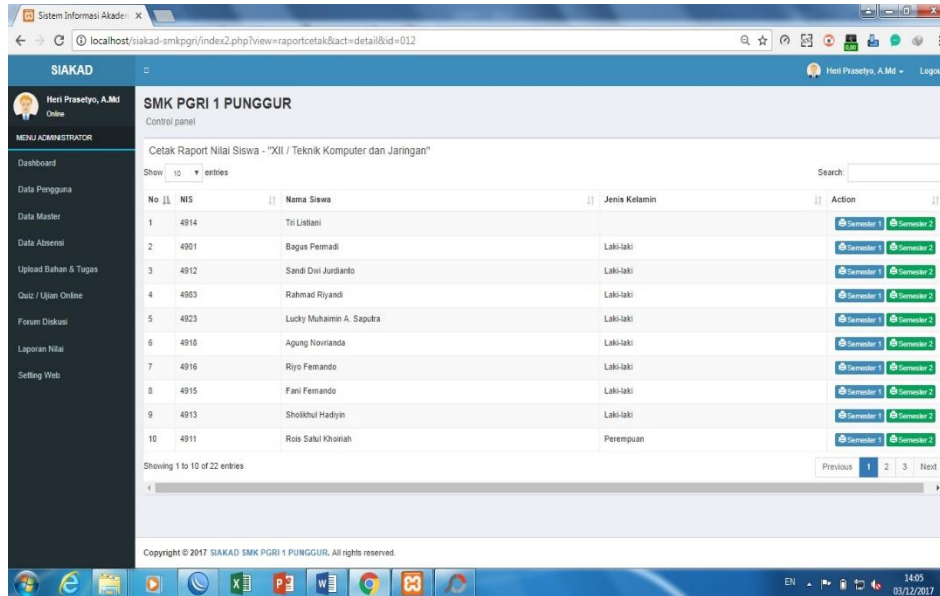 Sistem Informasi Akadem
localhost/siakad-smkpgri/index2.php?view=raportcetak&act=detail&id=012
SIAKAD
Heri Prasetyo, A.Md
Logou
Heri Prasetyo, A.Md
Online
MENU ADMINISTRATOR
Dashboard
Data Pengguna
Data Master
Data Absensi
Upload Bahan & Tugas
Quiz / Ujian Online
Forum Diskusi
Laporan Nilai
Setting Web
SMK PGRI 1 PUNGGUR
Control panel
Cetak Raport Nilai Siswa - "XII / Teknik Komputer dan Jaringan"
Show 10 entries
Search:
No NIS Nama Siswa Jenis Kelamin Action
1 4914 Tri Listiani Semester 1 Semester 2
2 4901 Bagus Permadi Laki-laki Semester 1 Semester 2
3 4912 Sandi Dwi Jurdianto Laki-laki Semester 1 Semester 2
4 4983 Rahmad Riyandi Laki-laki Semester 1 Semester 2
5 4923 Lucky Muhaimin A. Saputra Laki-laki Semester 1 Semester 2
6 4918 Agung Novrianda Laki-laki Semester 1 Semester 2
7 4916 Riyo Fernando Laki-laki Semester 1 Semester 2
8 4915 Fani Fernando Laki-laki Semester 1 Semester 2
9 4913 Sholikhul Hadiyin Laki-laki Semester 1 Semester 2
10 4911 Rois Satul Khoiriah Perempuan Semester 1 Semester 2
Showing 1 to 10 of 22 entries
Previous 1 2 3 Next
Copyright © 2017 SIAKAD SMK PGRI 1 PUNGGUR. All rights reserved.
EN
14:05
03/12/2017